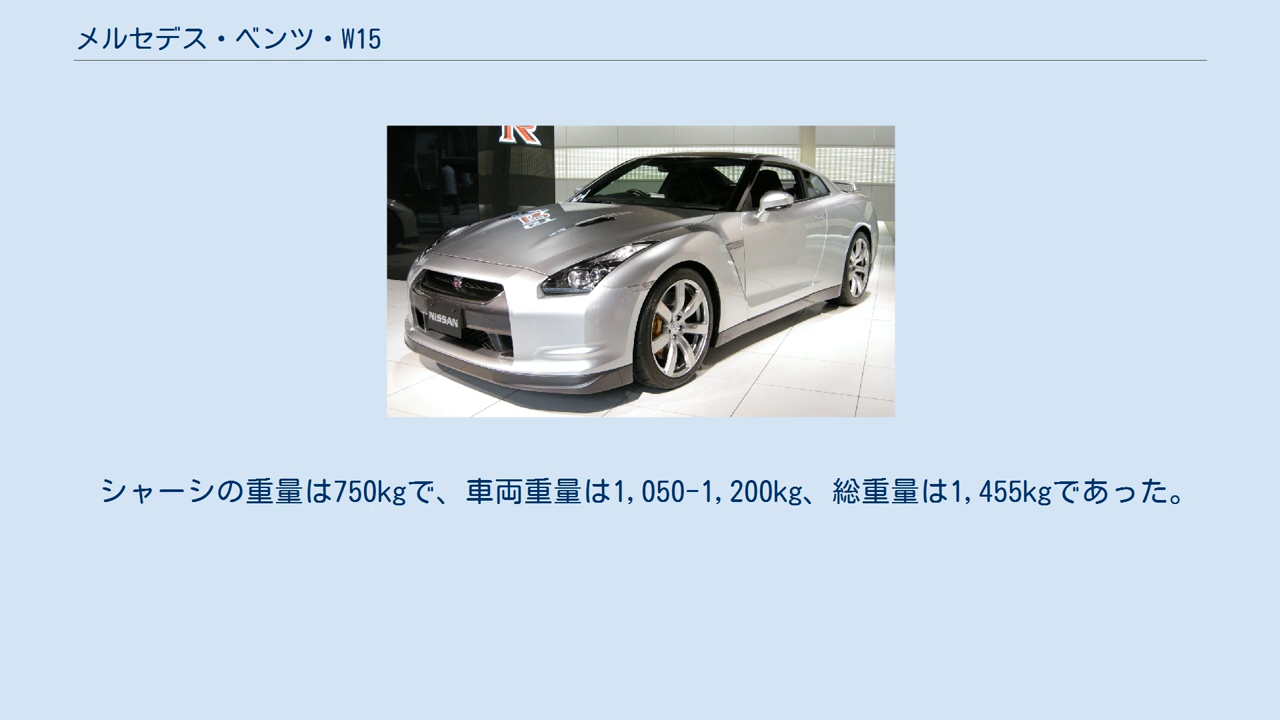 メルセデス・ベンツ・W15
R
NISSAN
シャーシの重量は750kgで、車両重量は1,050-1,200kg、総重量は1,455kgであった。